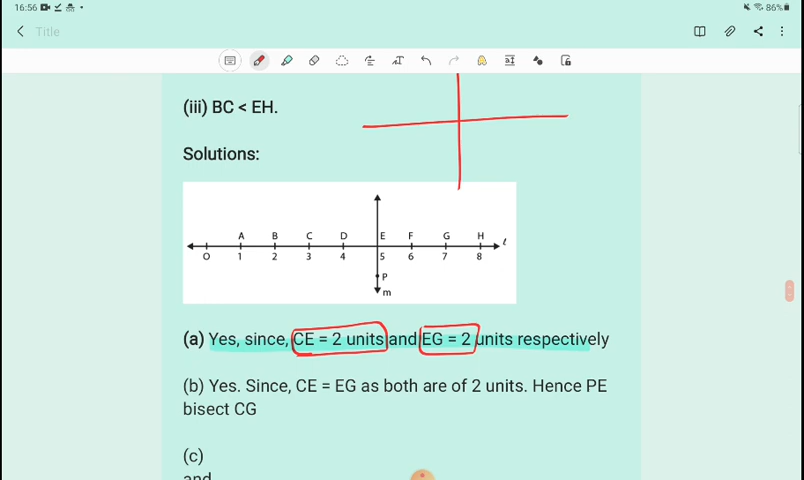 16:56
86%
Title
(iii) BC < EH.
Solutions:
A B C D E F G H l
O 1 2 3 4 5 6 7 8
P
m
(a) Yes, since, CE = 2 units and EG = 2 units respectively
(b) Yes. Since, CE = EG as both are of 2 units. Hence PE
bisect CG
(c)
and